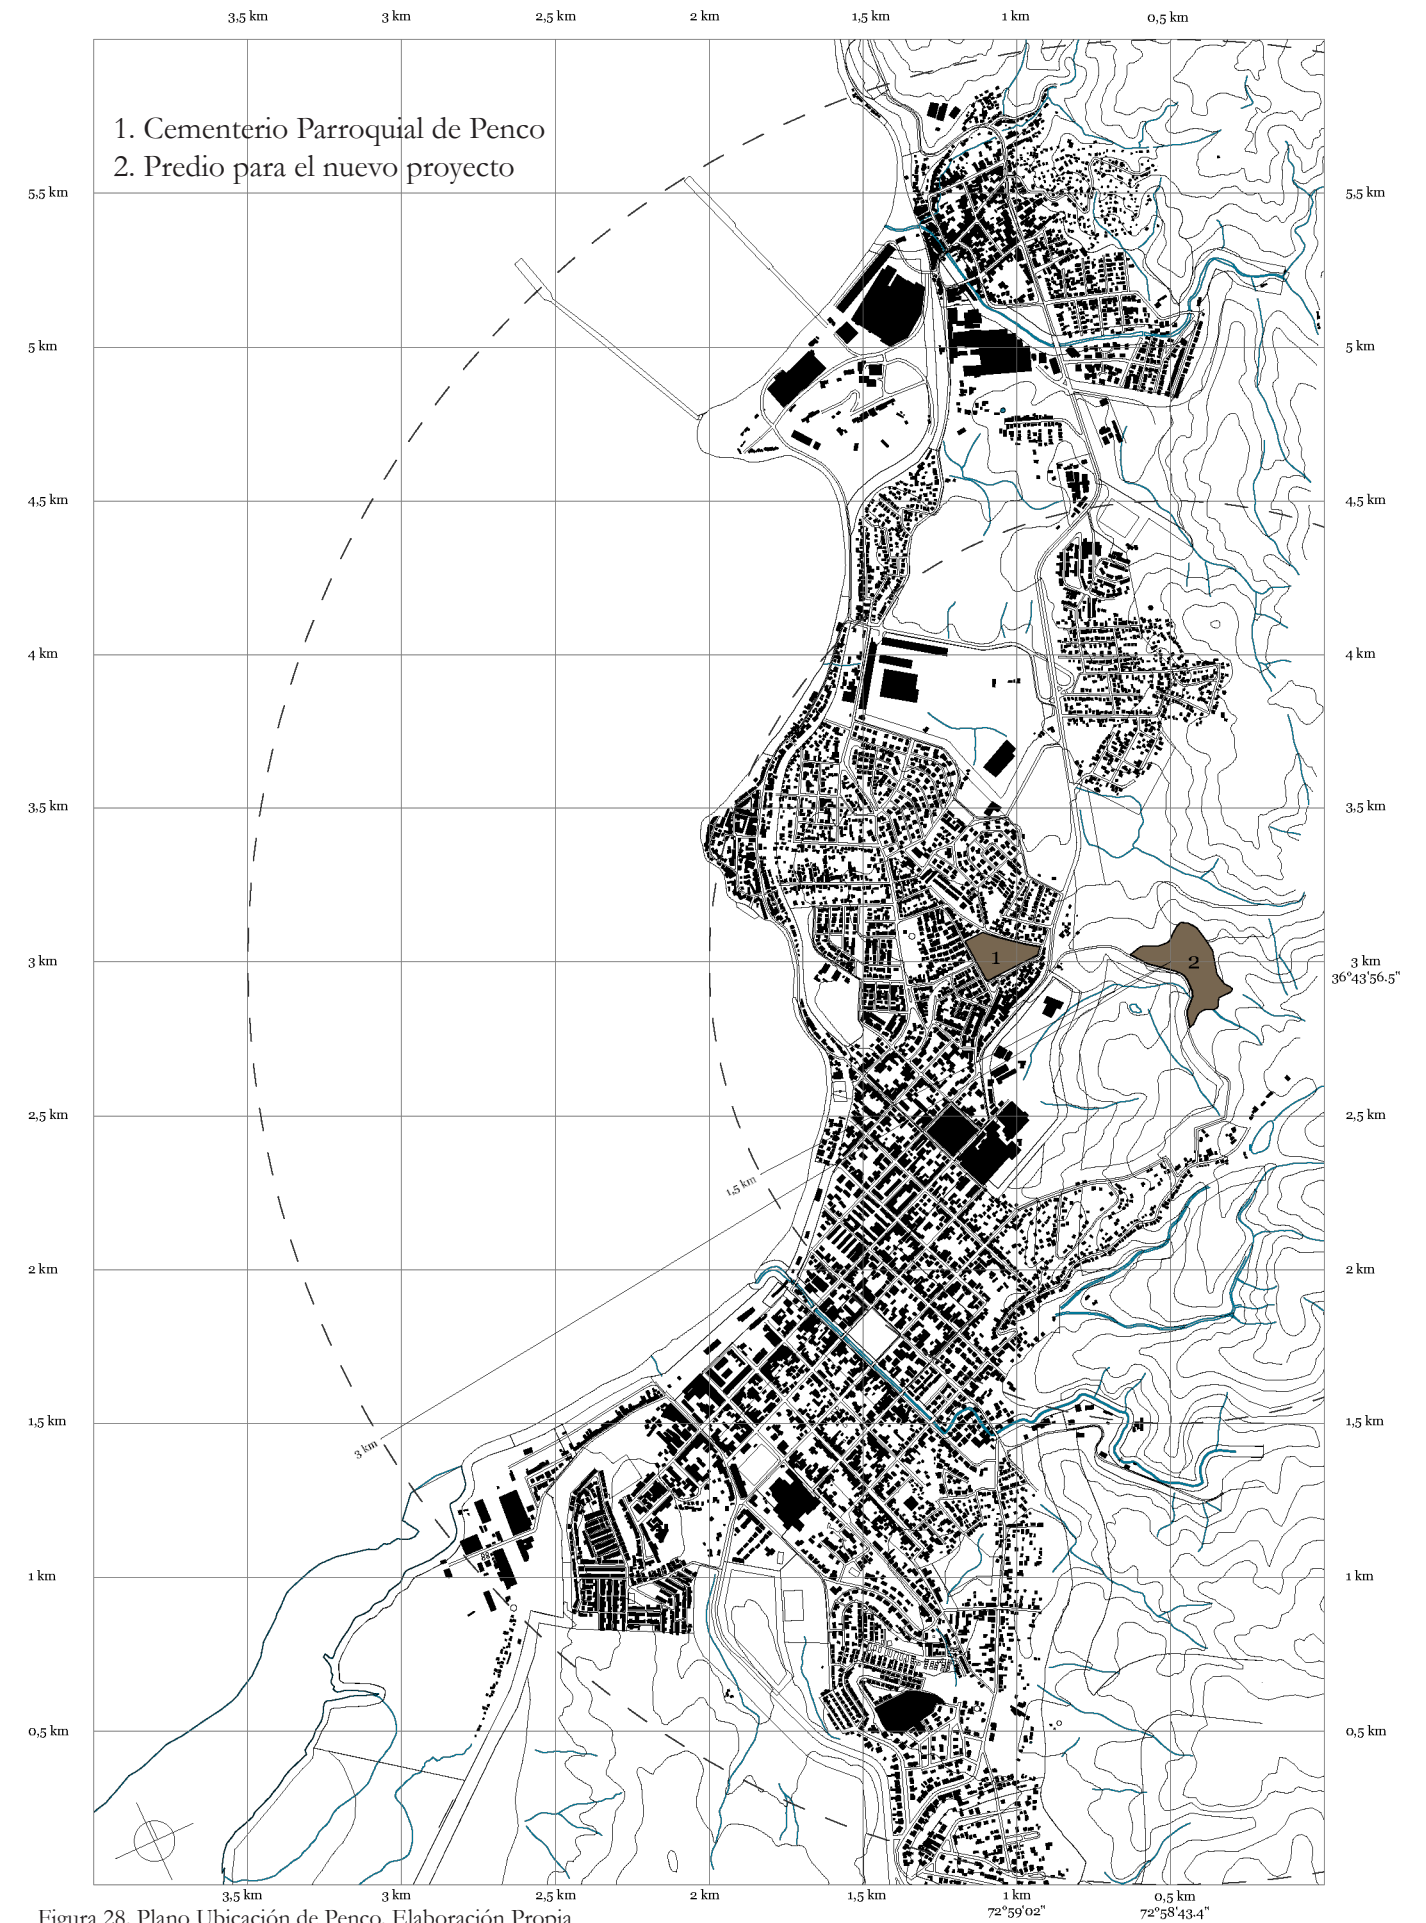 3,5 km 3 km 2,5 km 2 km 1,5 km 1 km 0,5 km
1. Cementerio Parroquial de Penco
2. Predio para el nuevo proyecto
5,5 km 5,5 km
5 km 5 km
4,5 km 4,5 km
4 km 4 km
3,5 km 3,5 km
1
2
3 km 3 km
36°43'56.5"
2,5 km 2,5 km
1,5 km
2 km 2 km
1,5 km 1,5 km
3 km
1 km 1 km
0,5 km 0,5 km
3,5 km 3 km 2,5 km 2 km 1,5 km 1 km 0,5 km
72°59'02" 72°58'43.4"
Figura 28. Plano Ubicación de Penco. Elaboración Propia